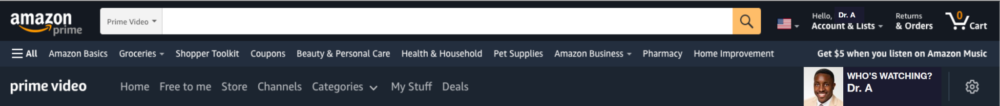 amazon prime
Prime Video
Hello, Dr. A
Account & Lists
Returns
& Orders
0
Cart
All Amazon Basics Groceries Shopper Toolkit Coupons Beauty & Personal Care Health & Household Pet Supplies Amazon Business Pharmacy Home Improvement Get $5 when you listen on Amazon Music
prime video Home Free to me Store Channels Categories My Stuff Deals
WHO'S WATCHING?
Dr. A